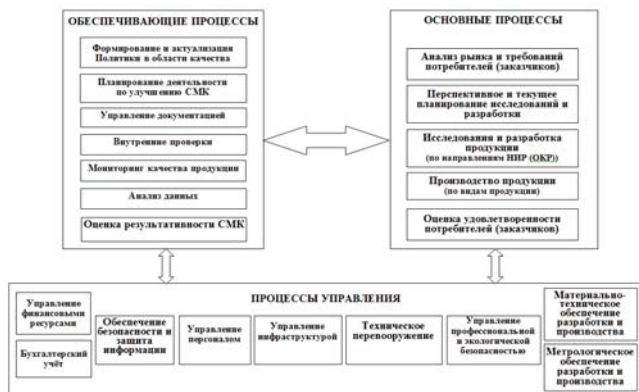 ОБЕСПЕЧИВАЮЩИЕ ПРОЦЕССЫ
Формирование и актуализация
Политики в области качества
Планирование деятельности
по улучшению СМК
Управление документацией
Внутренние проверки
Мониторинг качества продукции
Анализ данных
Оценка результативности СМК
ОСНОВНЫЕ ПРОЦЕССЫ
Анализ рынка и требований
потребителей (заказчиков)
Перспективное и текущее
планирование исследований и
разработки
Исследования и разработка
продукции
(по направлениям НИР (ОКР))
Производство продукции
(по видам продукции)
Оценка удовлетворенности
потребителей (заказчиков)
ПРОЦЕССЫ УПРАВЛЕНИЯ
Управление
финансовыми
ресурсами
Бухгалтерский
учёт
Обеспечение
безопасности и
защита
информации
Управление
персоналом
Управление
инфраструктурой
Техническое
перевооружение
Управление
профессиональной
и экологической
безопасностью
Материально-
техническое
обеспечение
разработки и
производства
Метрологическое
обеспечение
разработки и
производства